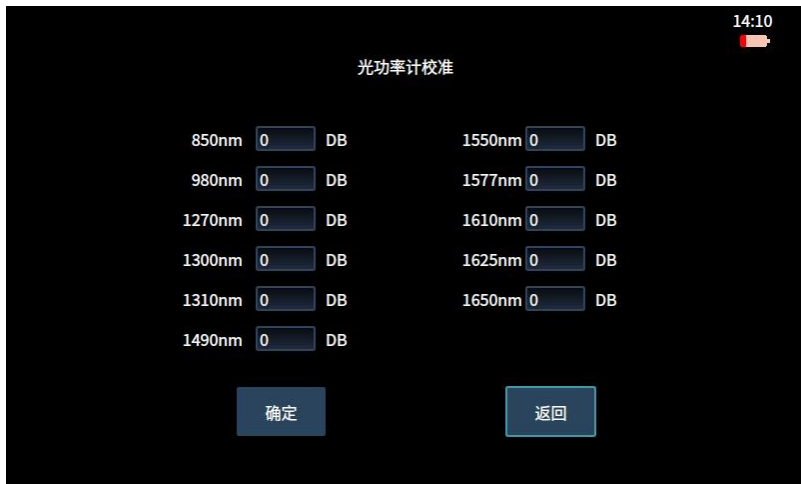 14:10
光功率计校准
850nm 0 DB 1550nm 0 DB
980nm 0 DB 1577nm 0 DB
1270nm 0 DB 1610nm 0 DB
1300nm 0 DB 1625nm 0 DB
1310nm 0 DB 1650nm 0 DB
1490nm 0 DB
确定 返回